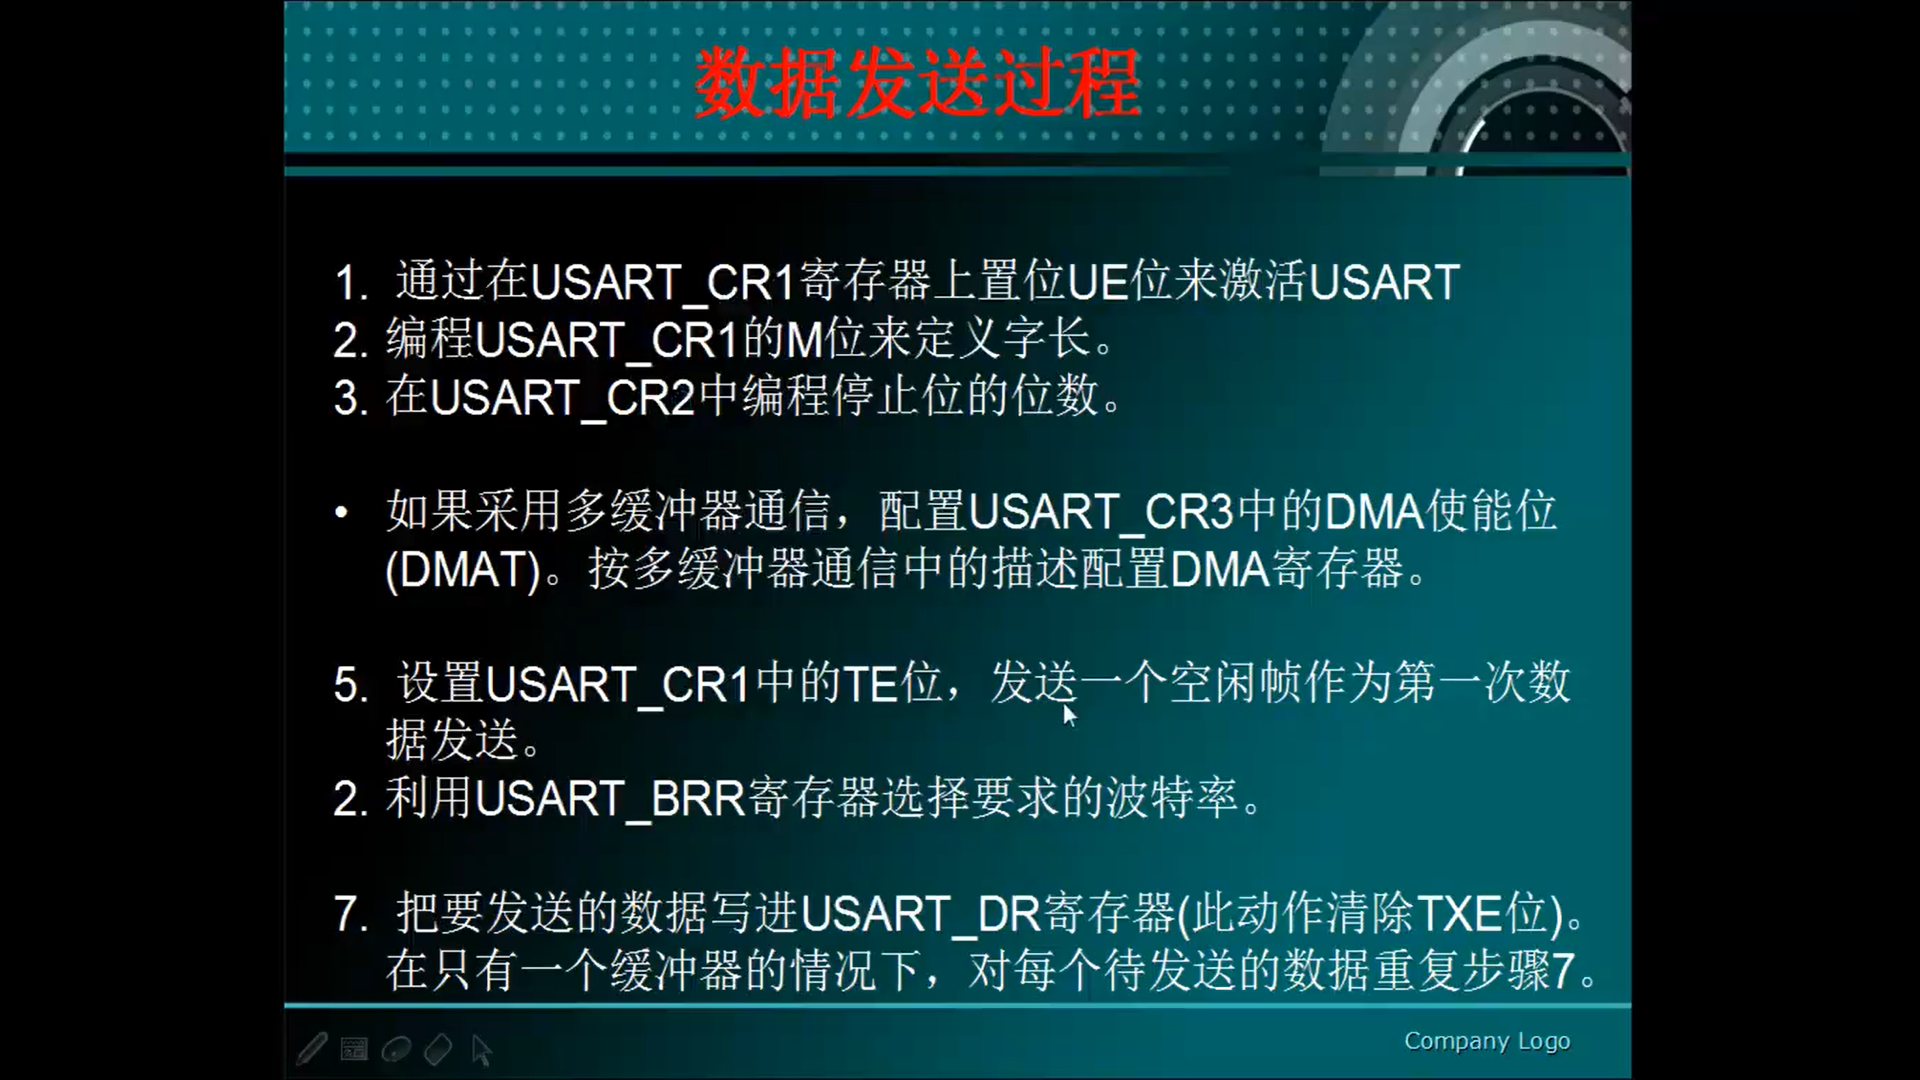 数据发送过程
1. 通过在USART_CR1寄存器上置位UE位来激活USART
2. 编程USART_CR1的M位来定义字长。
3. 在USART_CR2中编程停止位的位数。
• 如果采用多缓冲器通信，配置USART_CR3中的DMA使能位
(DMAT)。按多缓冲器通信中的描述配置DMA寄存器。
5. 设置USART_CR1中的TE位，发送一个空闲帧作为第一次数
据发送。
2. 利用USART_BRR寄存器选择要求的波特率。
7. 把要发送的数据写进USART_DR寄存器(此动作清除TXE位)。
在只有一个缓冲器的情况下，对每个待发送的数据重复步骤7。
Company Logo